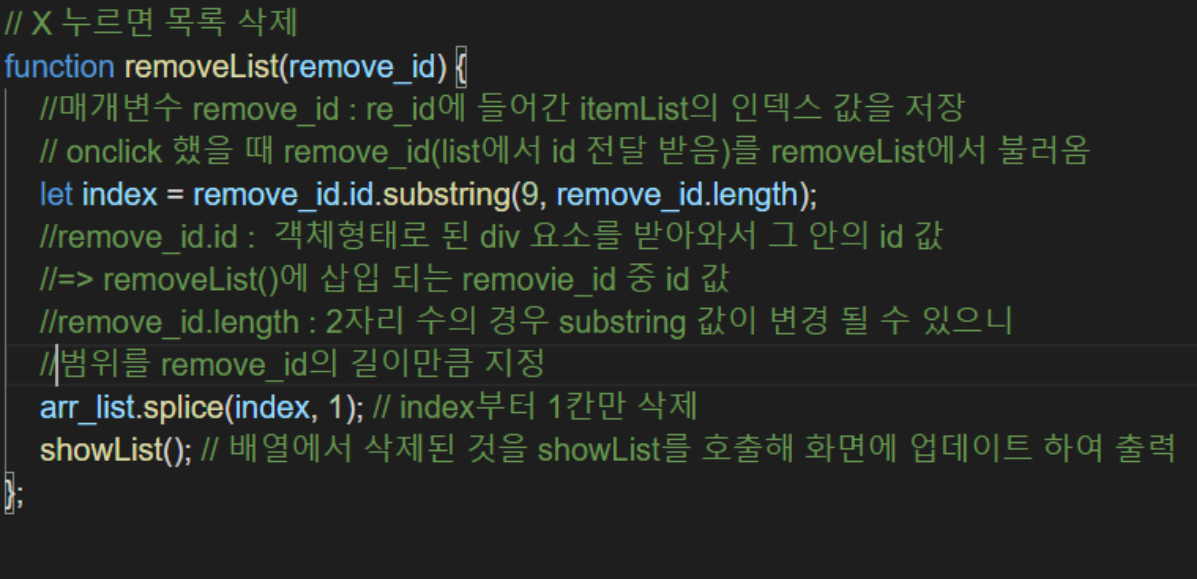 // X 누르면 목록 삭제
function removeList(remove_id) {
//매개변수 remove_id : re_id에 들어간 itemList의 인덱스 값을 저장
// onclick 했을 때 remove_id(list에서 id 전달 받음)를 removeList에서 불러옴
let index = remove_id.id.substring(9, remove_id.length);
//remove_id.id :  객체형태로 된 div 요소를 받아와서 그 안의 id 값
//=> removeList()에 삽입 되는 removie_id 중 id 값
//remove_id.length : 2자리 수의 경우 substring 값이 변경 될 수 있으니
//범위를 remove_id의 길이만큼 지정
arr_list.splice(index, 1); // index부터 1칸만 삭제
showList(); // 배열에서 삭제된 것을 showList를 호출해 화면에 업데이트 하여 출력
};